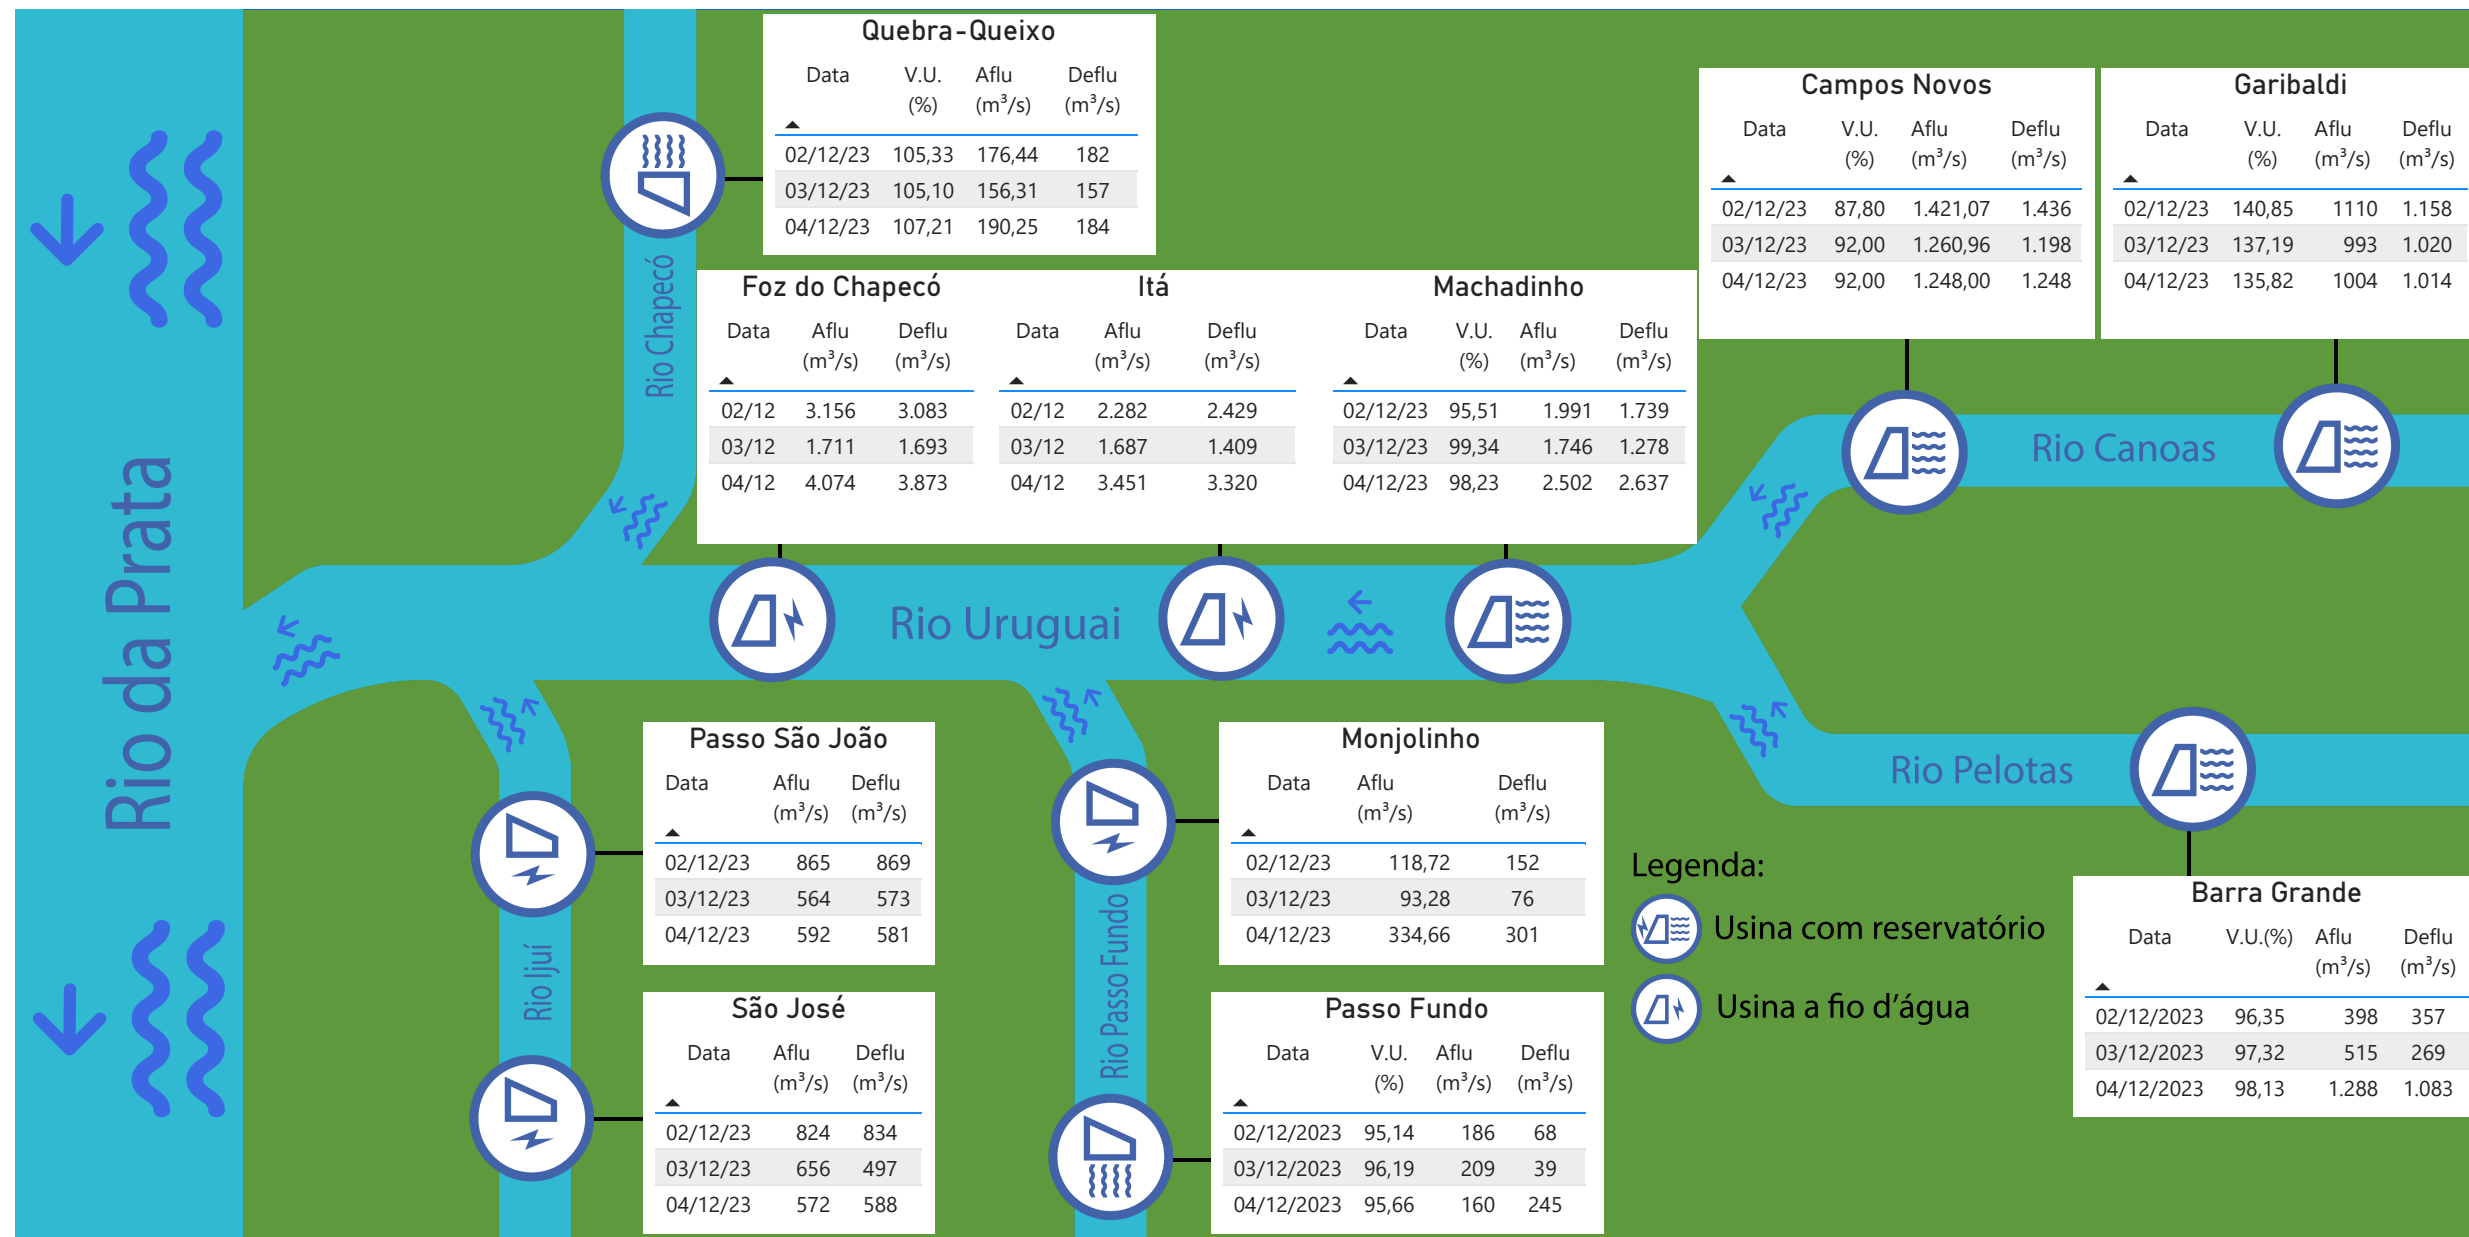 Quebra-Queixo
Data V.U. (%) Aflu (m³/s) Deflu (m³/s)
02/12/23 105,33 176,44 182
03/12/23 105,10 156,31 157
04/12/23 107,21 190,25 184
Campos Novos
Data V.U. (%) Aflu (m³/s) Deflu (m³/s)
02/12/23 87,80 1.421,07 1.436
03/12/23 92,00 1.260,96 1.198
04/12/23 92,00 1.248,00 1.248
Garibaldi
Data V.U. (%) Aflu (m³/s) Deflu (m³/s)
02/12/23 140,85 1110 1.158
03/12/23 137,19 993 1.020
04/12/23 135,82 1004 1.014
Rio Chapecó
Foz do Chapecó
Data Aflu (m³/s) Deflu (m³/s)
02/12 3.156 3.083
03/12 1.711 1.693
04/12 4.074 3.873
Itá
Data Aflu (m³/s) Deflu (m³/s)
02/12 2.282 2.429
03/12 1.687 1.409
04/12 3.451 3.320
Machadinho
Data V.U. (%) Aflu (m³/s) Deflu (m³/s)
02/12/23 95,51 1.991 1.739
03/12/23 99,34 1.746 1.278
04/12/23 98,23 2.502 2.637
Rio Canoas
Rio da Prata
Rio Uruguai
Rio Pelotas
Passo São João
Data Aflu (m³/s) Deflu (m³/s)
02/12/23 865 869
03/12/23 564 573
04/12/23 592 581
Monjolinho
Data Aflu (m³/s) Deflu (m³/s)
02/12/23 118,72 152
03/12/23 93,28 76
04/12/23 334,66 301
Legenda:
Usina com reservatório
Usina a fio d’água
Barra Grande
Data V.U.(%) Aflu (m³/s) Deflu (m³/s)
02/12/2023 96,35 398 357
03/12/2023 97,32 515 269
04/12/2023 98,13 1.288 1.083
Rio Ijuí
Rio Passo Fundo
São José
Data Aflu (m³/s) Deflu (m³/s)
02/12/23 824 834
03/12/23 656 497
04/12/23 572 588
Passo Fundo
Data V.U. (%) Aflu (m³/s) Deflu (m³/s)
02/12/2023 95,14 186 68
03/12/2023 96,19 209 39
04/12/2023 95,66 160 245